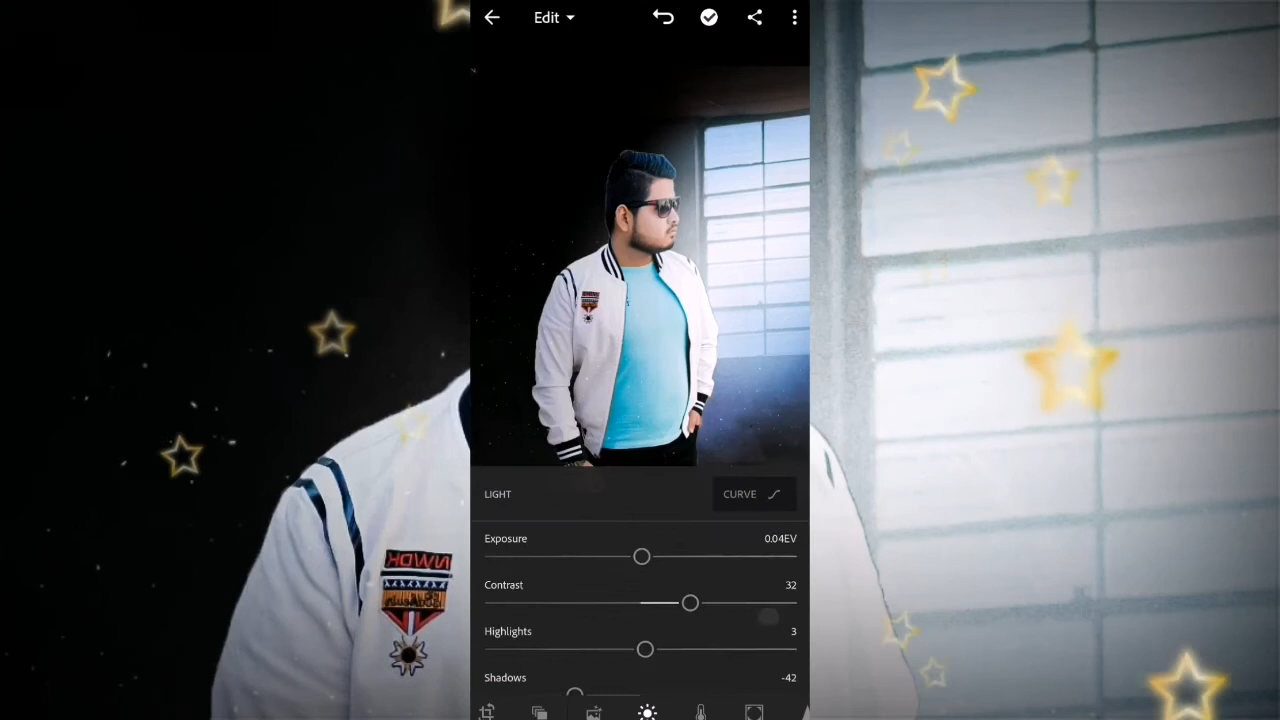 Edit
LIGHT
CURVE
Exposure
0.04EV
Contrast
32
Highlights
3
Shadows
-42